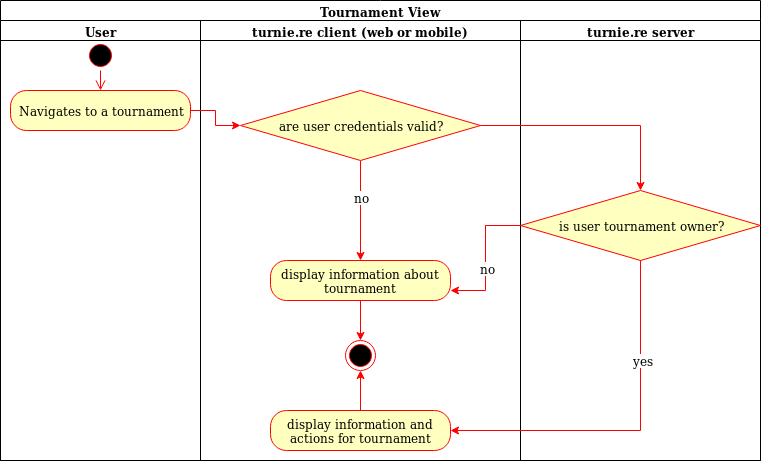 Tournament View
User
turnie.re client (web or mobile)
turnie.re server
Navigates to a tournament
are user credentials valid?
no
is user tournament owner?
display information about
tournament
no
yes
display information and
actions for tournament